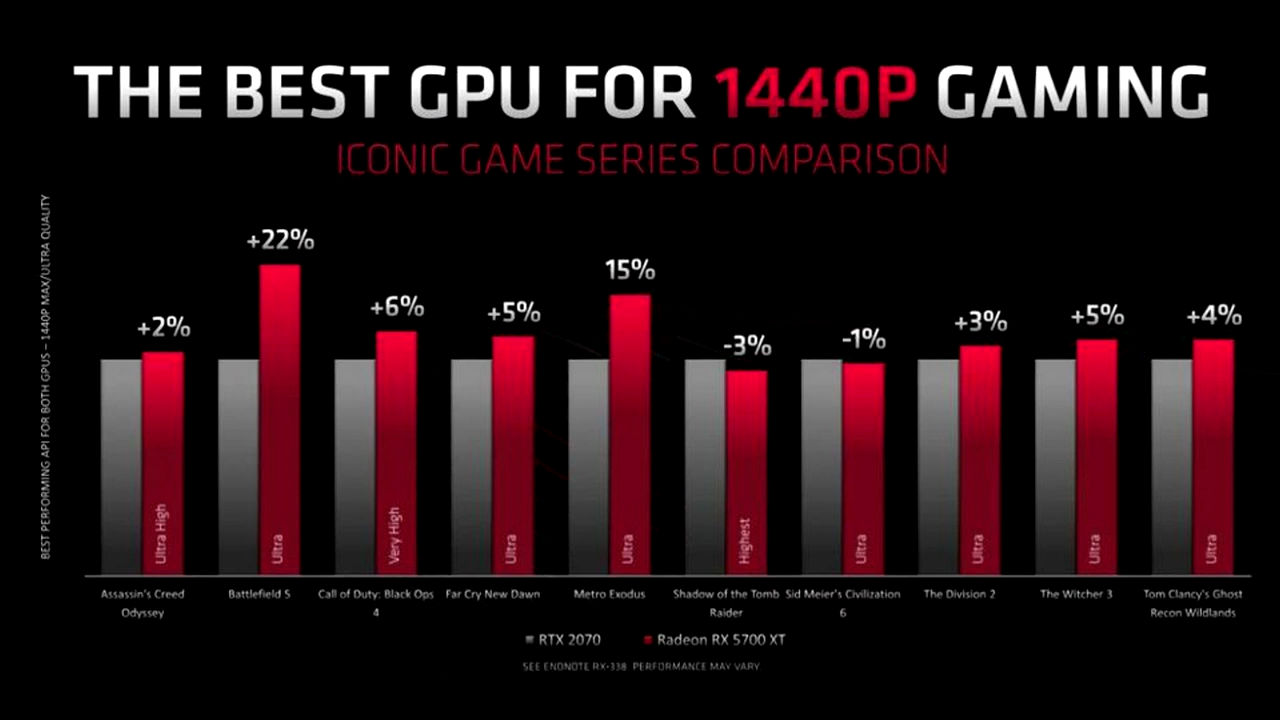 THE BEST GPU FOR 1440P GAMING
ICONIC GAME SERIES COMPARISON
BEST PERFORMING API FOR BOTH GPUS – 1440P MAX/ULTRA QUALITY
+2%
+22%
+6%
+5%
15%
-3%
-1%
+3%
+5%
+4%
Ultra High
Ultra
Very High
Ultra
Ultra
Highest
Ultra
Ultra
Ultra
Ultra
Assassin's Creed
Odyssey
Battlefield 5
Call of Duty: Black Ops
4
Far Cry New Dawn
Metro Exodus
Shadow of the Tomb
Raider
Sid Meier's Civilization
6
The Division 2
The Witcher 3
Tom Clancy's Ghost
Recon Wildlands
RTX 2070
Radeon RX 5700 XT
SEE ENDNOTE RX-338 PERFORMANCE MAY VARY